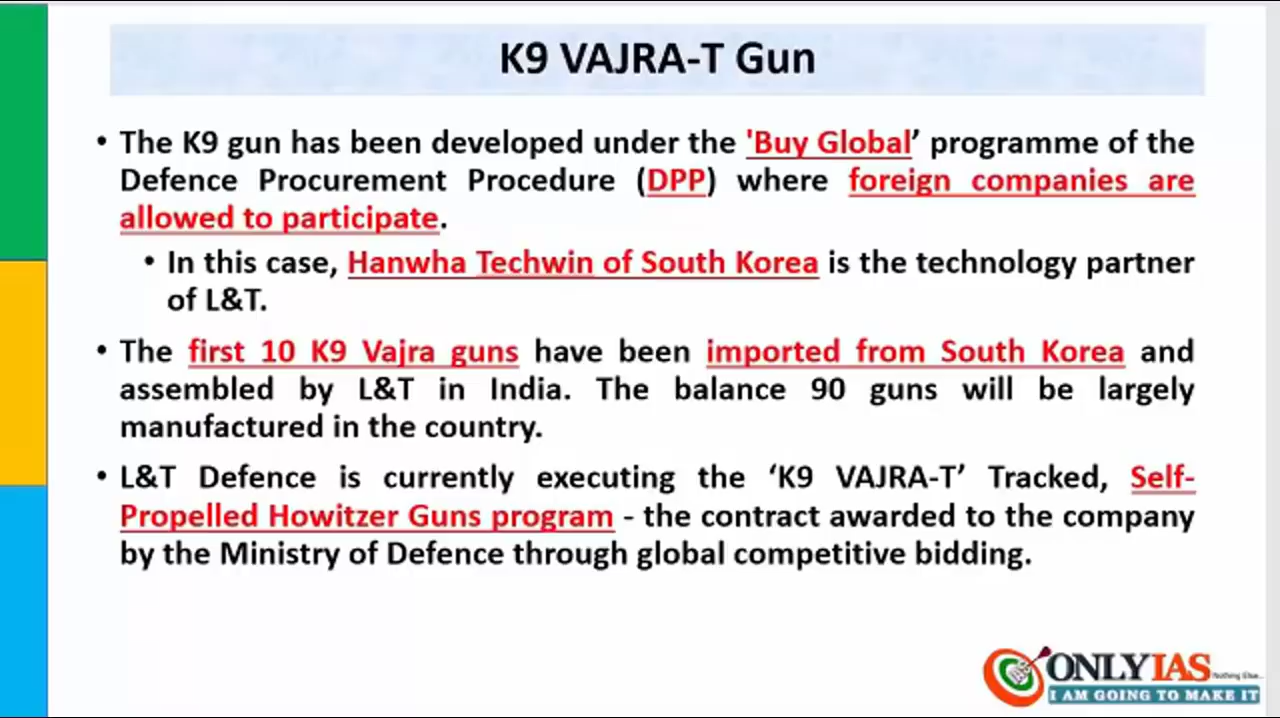 K9 VAJRA-T Gun
• The K9 gun has been developed under the 'Buy Global’ programme of the
Defence Procurement Procedure (DPP) where foreign companies are
allowed to participate.
• In this case, Hanwha Techwin of South Korea is the technology partner
of L&T.
• The first 10 K9 Vajra guns have been imported from South Korea and
assembled by L&T in India. The balance 90 guns will be largely
manufactured in the country.
• L&T Defence is currently executing the ‘K9 VAJRA-T’ Tracked, Self-
Propelled Howitzer Guns program - the contract awarded to the company
by the Ministry of Defence through global competitive bidding.
ONLYIAS
Nothing Else...
I AM GOING TO MAKE IT